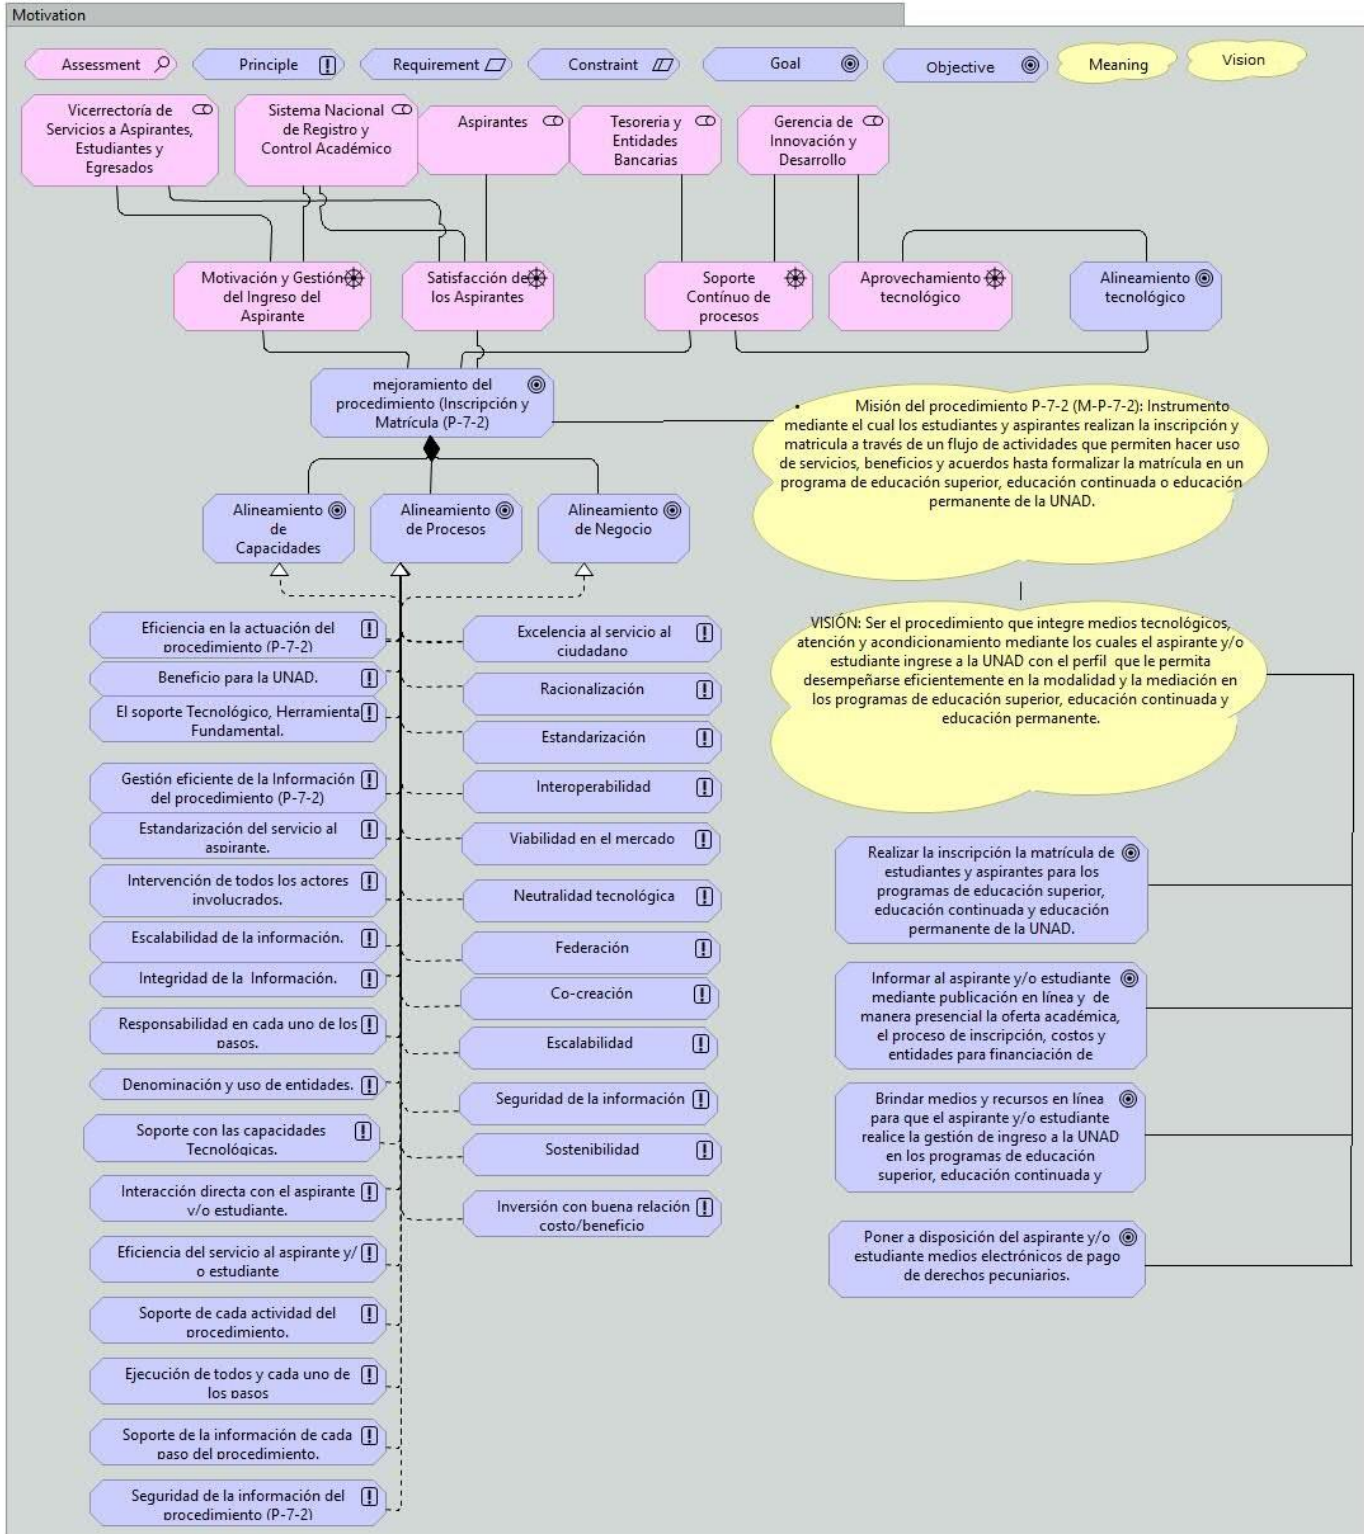 Motivation
Assessment
Principle
Requirement
Constraint
Goal
Objective
Meaning
Vision
Vicerrectoría de
Servicios a Aspirantes,
Estudiantes y
Egresados
Sistema Nacional
de Registro y
Control Académico
Aspirantes
Tesoreria y
Entidades
Bancarias
Gerencia de
Innovación y
Desarrollo
Motivación y Gestión
del Ingreso del
Aspirante
Satisfacción de
los Aspirantes
Soporte
Contínuo de
procesos
Aprovechamiento
tecnológico
Alineamiento
tecnológico
mejoramiento del
procedimiento (Inscripción y
Matrícula (P-7-2)
• Misión del procedimiento P-7-2 (M-P-7-2): Instrumento
mediante el cual los estudiantes y aspirantes realizan la inscripción y
matricula a través de un flujo de actividades que permiten hacer uso
de servicios, beneficios y acuerdos hasta formalizar la matrícula en un
programa de educación superior, educación continuada o educación
permanente de la UNAD.
Alineamiento
de
Capacidades
Alineamiento
de Procesos
Alineamiento
de Negocio
VISIÓN: Ser el procedimiento que integre medios tecnológicos,
atención y acondicionamiento mediante los cuales el aspirante y/o
estudiante ingrese a la UNAD con el perfil que le permita
desempeñarse eficientemente en la modalidad y la mediación en
los programas de educación superior, educación continuada y
educación permanente.
Eficiencia en la actuación del
procedimiento (P-7-2)
Beneficio para la UNAD.
El soporte Tecnológico, Herramienta
Fundamental.
Gestión eficiente de la Información
del procedimiento (P-7-2)
Estandarización del servicio al
aspirante.
Intervención de todos los actores
involucrados.
Escalabilidad de la información.
Integridad de la Información.
Responsabilidad en cada uno de los
pasos.
Denominación y uso de entidades.
Soporte con las capacidades
Tecnológicas.
Interacción directa con el aspirante
y/o estudiante.
Eficiencia del servicio al aspirante y/
o estudiante
Soporte de cada actividad del
procedimiento.
Ejecución de todos y cada uno de
los pasos
Soporte de la información de cada
paso del procedimiento.
Seguridad de la información del
procedimiento (P-7-2)
Excelencia al servicio al
ciudadano
Racionalización
Estandarización
Interoperabilidad
Viabilidad en el mercado
Neutralidad tecnológica
Federación
Co-creación
Escalabilidad
Seguridad de la información
Sostenibilidad
Inversión con buena relación
costo/beneficio
Realizar la inscripción la matrícula de
estudiantes y aspirantes para los
programas de educación superior,
educación continuada y educación
permanente de la UNAD.
Informar al aspirante y/o estudiante
mediante publicación en línea y de
manera presencial la oferta académica,
el proceso de inscripción, costos y
entidades para financiación de
Brindar medios y recursos en línea
para que el aspirante y/o estudiante
realice la gestión de ingreso a la UNAD
en los programas de educación
superior, educación continuada y
Poner a disposición del aspirante y/o
estudiante medios electrónicos de pago
de derechos pecuniarios.